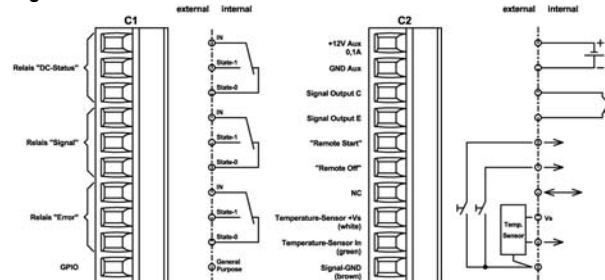 external internal
C1
IN
State-1
Relais "DC-Status"
State-0
IN
State-1
Relais "Signal"
State-0
IN
State-1
Relais "Error"
State-0
GPIO
General
Purpose
external internal
C2
+12V Aux
0,1A
+
GND Aux
−
Signal Output C
Signal Output E
"Remote Start"
"Remote Off"
NC
Temperature-Sensor +Vs
(white)
Vs
Temp.
Sensor
Temperature-Sensor In
(green)
Signal-GND
(brown)